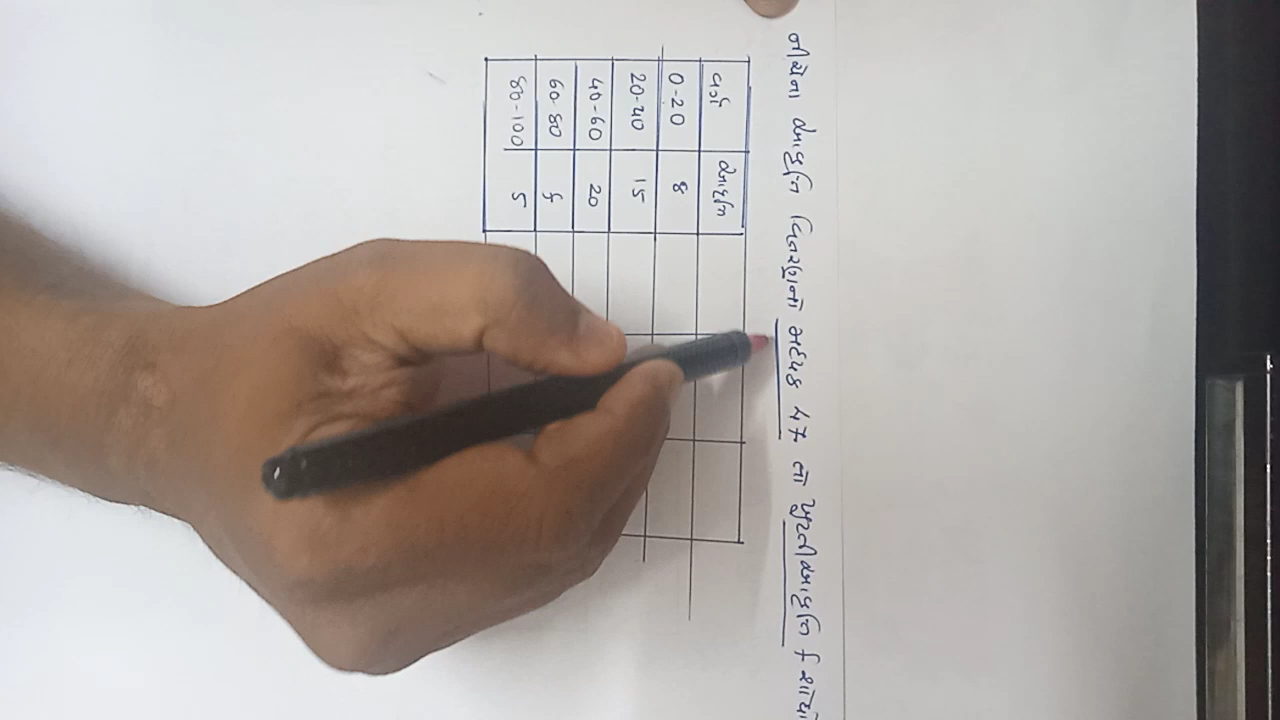 નીચેના આવૃત્તિ વિતરણનો મધ્યક ૪૭ તો ખૂટતી આવૃત્તિ f શોધો
વર્ગ આવૃત્તિ
0-20 8
20-40 15
40-60 20
60-80 f
80-100 5